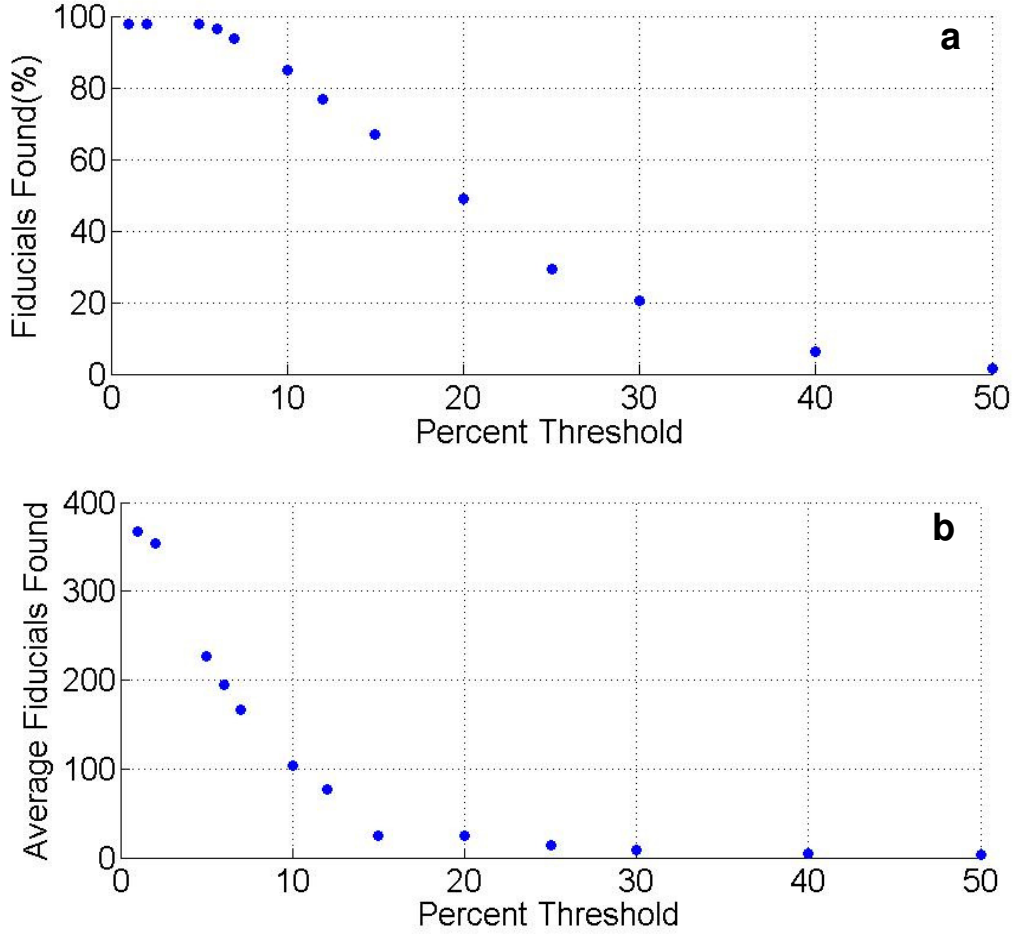 a
Fiducials Found(%)
100
80
60
40
20
0
0 10 20 30 40 50
Percent Threshold
b
Average Fiducials Found
400
300
200
100
0
0 10 20 30 40 50
Percent Threshold